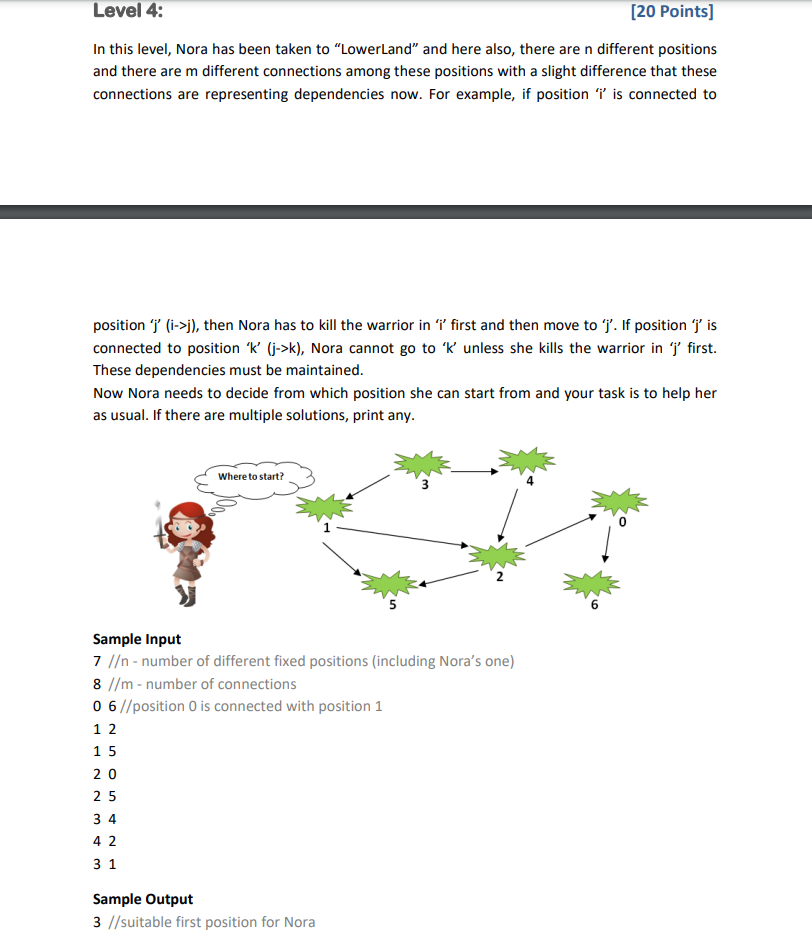 Level 4:
[20 Points]
In this level, Nora has been taken to “LowerLand” and here also, there are n different positions
and there are m different connections among these positions with a slight difference that these
connections are representing dependencies now. For example, if position ‘i’ is connected to
position ‘j’ (i->j), then Nora has to kill the warrior in ‘i’ first and then move to ‘j’. If position ‘j’ is
connected to position ‘k’ (j->k), Nora cannot go to ‘k’ unless she kills the warrior in ‘j’ first.
These dependencies must be maintained.
Now Nora needs to decide from which position she can start from and your task is to help her
as usual. If there are multiple solutions, print any.
Where to start?
3
4
1
0
2
5
6
Sample Input
7 //n - number of different fixed positions (including Nora’s one)
8 //m - number of connections
0 6 //position 0 is connected with position 1
1 2
1 5
2 0
2 5
3 4
4 2
3 1
Sample Output
3 //suitable first position for Nora